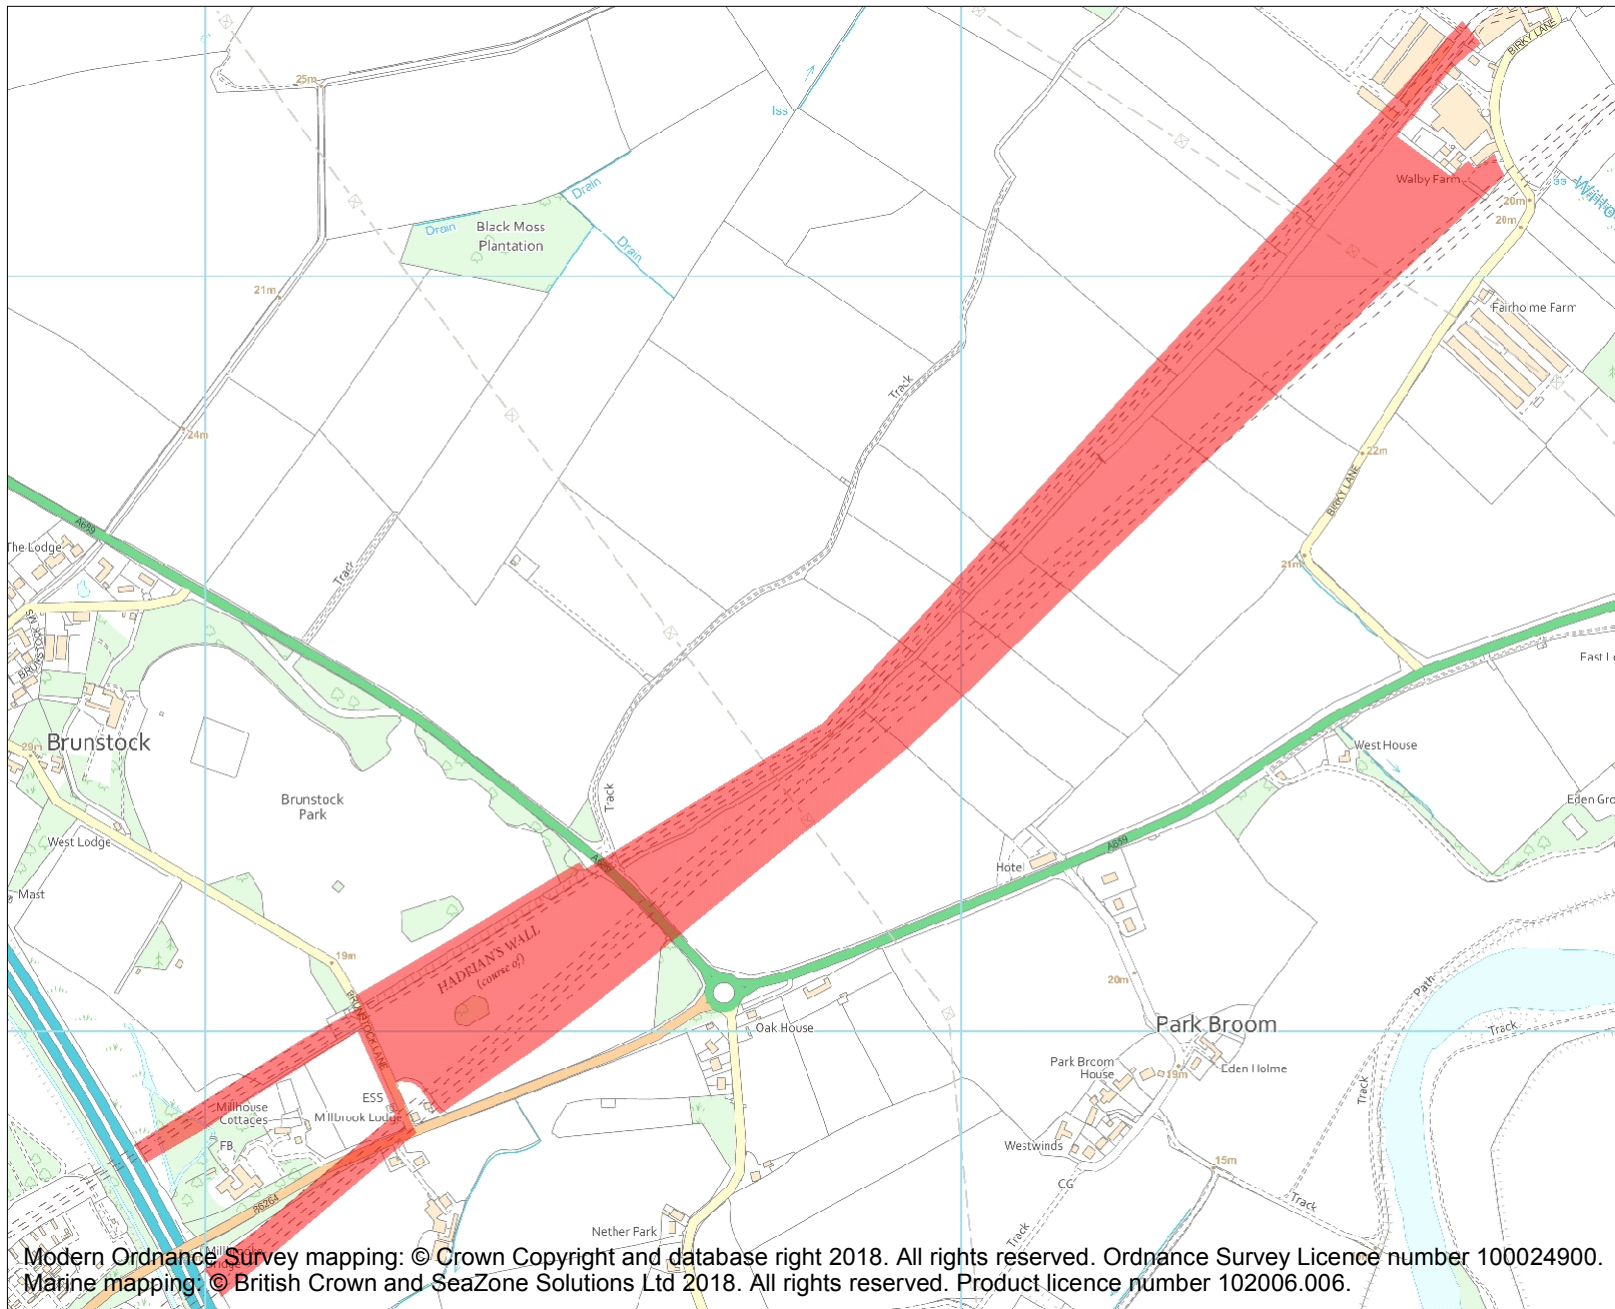 25m
BIRKY LANE
Iss
Drain
Walby Farm
Black Moss
Plantation
Drain
Drain
20m
20m
21m
Fairholme Farm
Track
24m
22m
BIRKY LANE
A689
The Lodge
Track
21m
East L
29m
Brunstock
West House
Track
Brunstock
Park
Eden Gro
West Lodge
A689
A689
Hotel
Mast
HADRIAN'S WALL
(course of)
19m
20m
Path
BRUNSTOCK LANE
Oak House
Park Broom
Track
Park Broom
House
19m
Eden Holme
ESS
Millhouse
Cottages
Millbrook Lodge
Track
FB
Westwinds
15m
CG
B6264
Track
Nether Park
Track
Modern Ordnance Survey mapping: © Crown Copyright and database right 2018. All rights reserved. Ordnance Survey Licence number 100024900.
Marine mapping: © British Crown and SeaZone Solutions Ltd 2018. All rights reserved. Product licence number 102006.006.